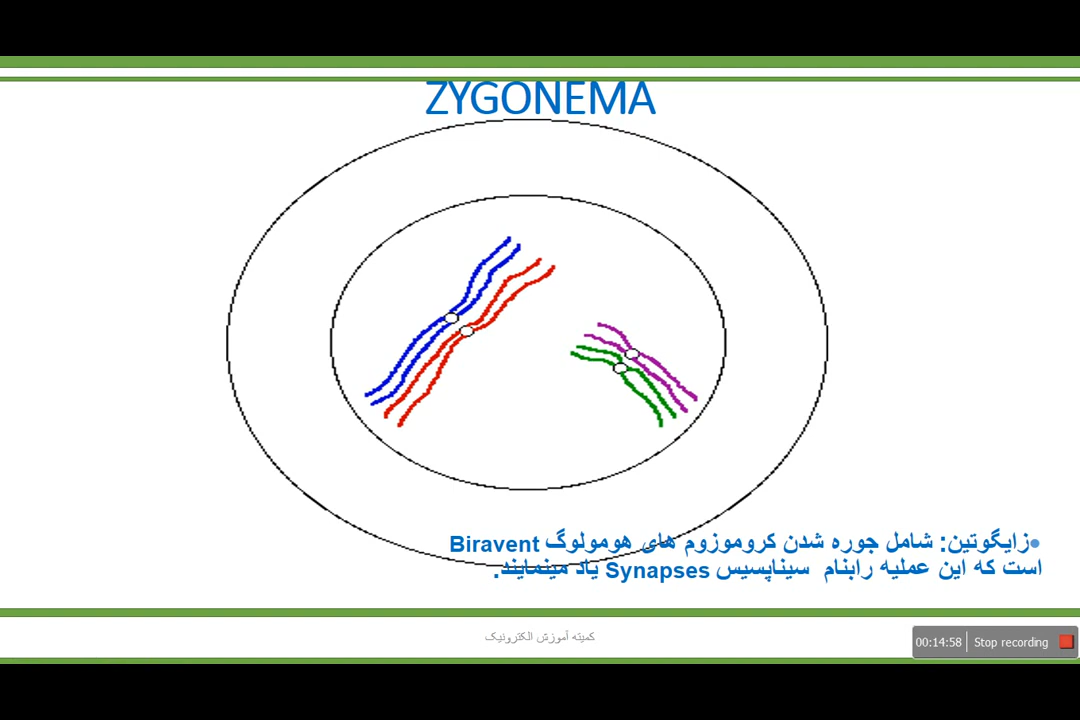 ZYGONEMA
•زایگوتین: شامل جوره شدن کروموزوم های هومولوگ Biravent
است که این عملیه رابنام سیناپسیس Synapses یاد مینمایند.
کمیته آموزش الکترونیک
00:14:58 Stop recording